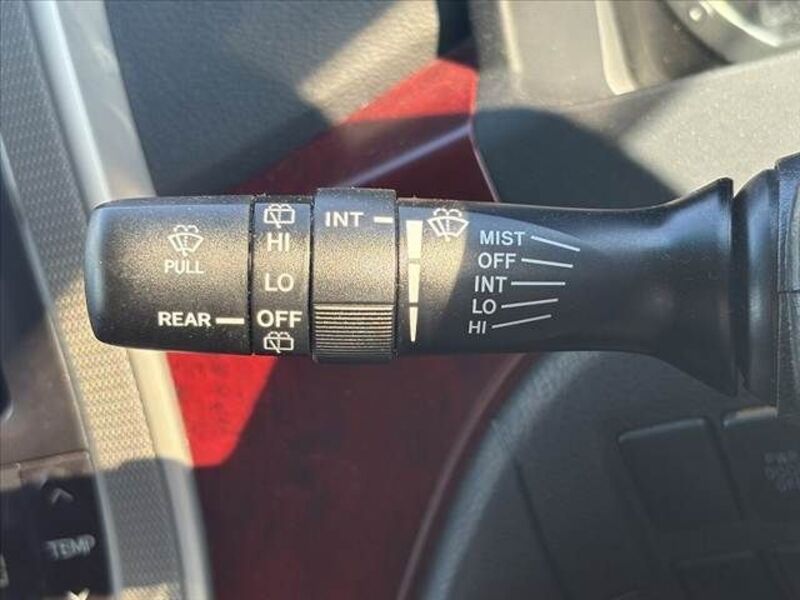 PULL
REAR
HI
LO
OFF
INT
MIST
OFF
INT
LO
HI
TEMP